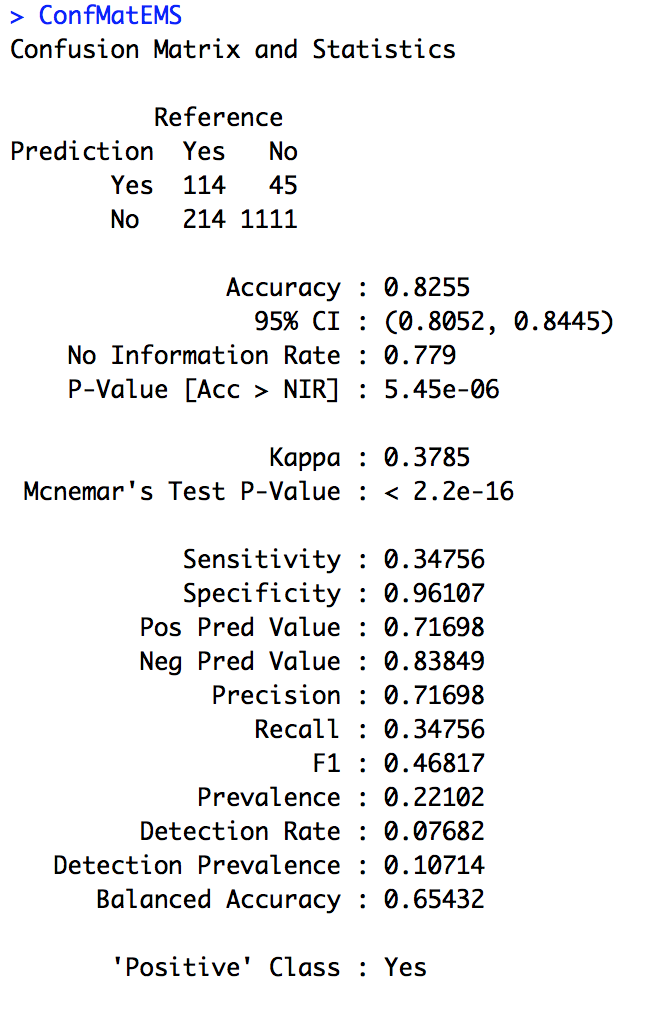 > ConfMatEMS
Confusion Matrix and Statistics
Reference
Prediction Yes No
Yes 114 45
No 214 1111
Accuracy : 0.8255
95% CI : (0.8052, 0.8445)
No Information Rate : 0.779
P-Value [Acc > NIR] : 5.45e-06
Kappa : 0.3785
Mcnemar's Test P-Value : < 2.2e-16
Sensitivity : 0.34756
Specificity : 0.96107
Pos Pred Value : 0.71698
Neg Pred Value : 0.83849
Precision : 0.71698
Recall : 0.34756
F1 : 0.46817
Prevalence : 0.22102
Detection Rate : 0.07682
Detection Prevalence : 0.10714
Balanced Accuracy : 0.65432
'Positive' Class : Yes